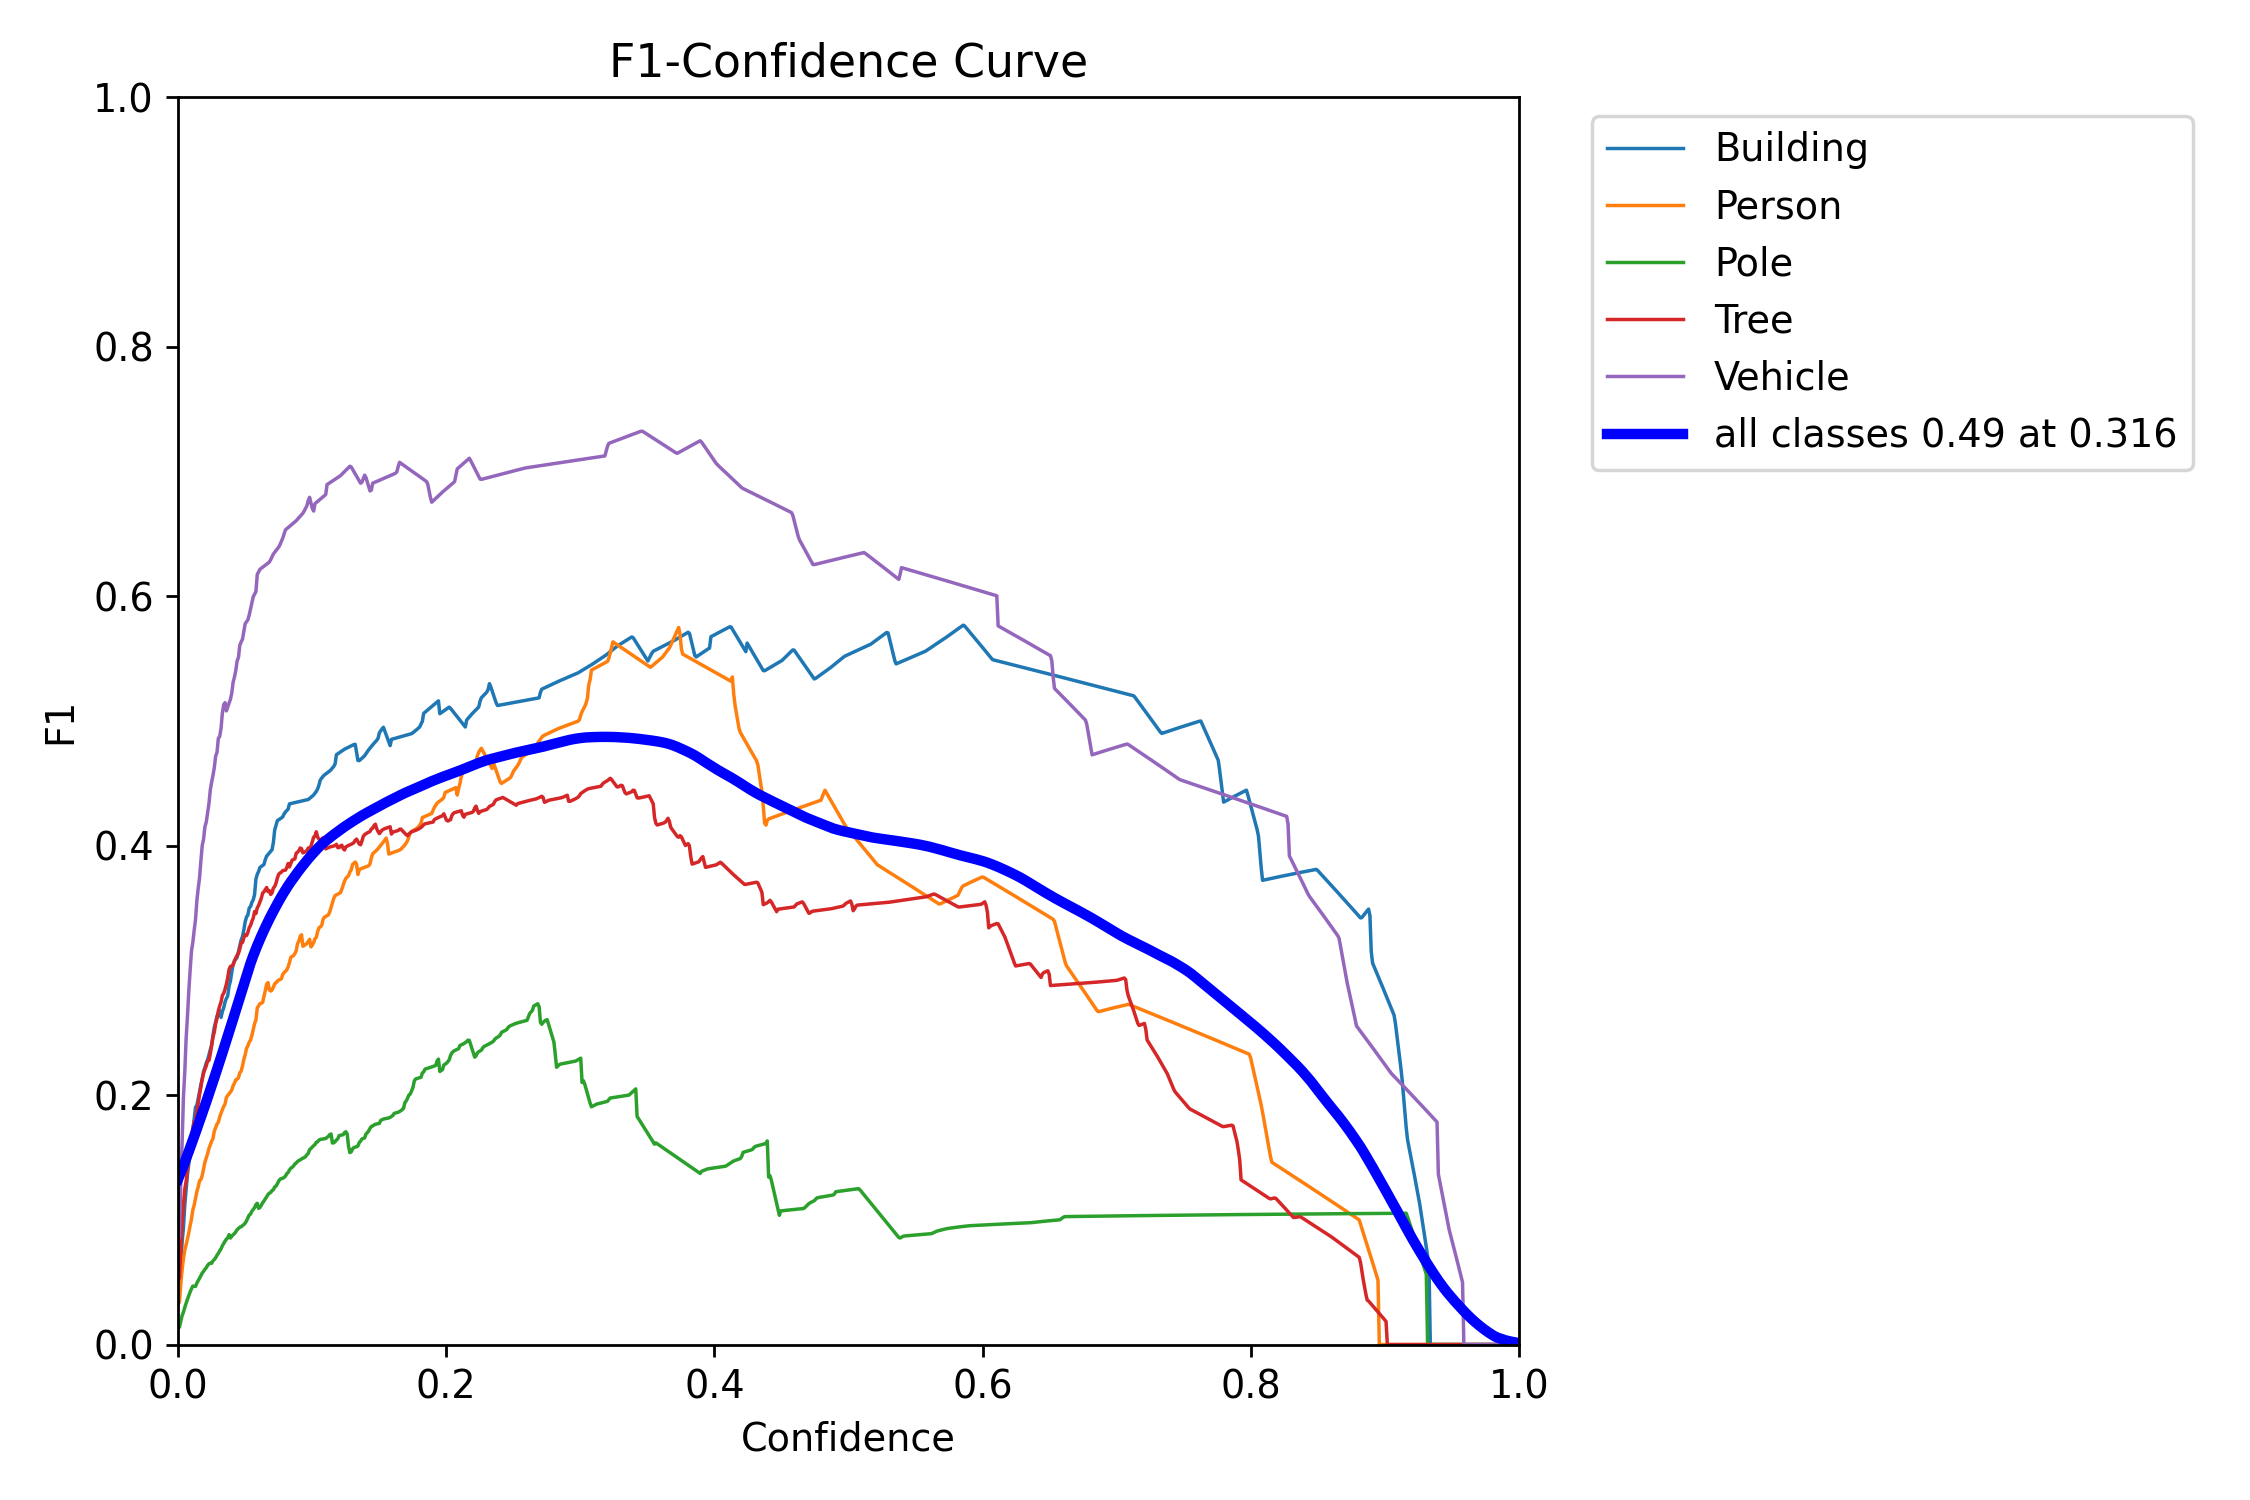 F1-Confidence Curve
1.0
0.8
0.6
0.4
0.2
0.0
F1
0.0 0.2 0.4 0.6 0.8 1.0
Confidence
Building
Person
Pole
Tree
Vehicle
all classes 0.49 at 0.316